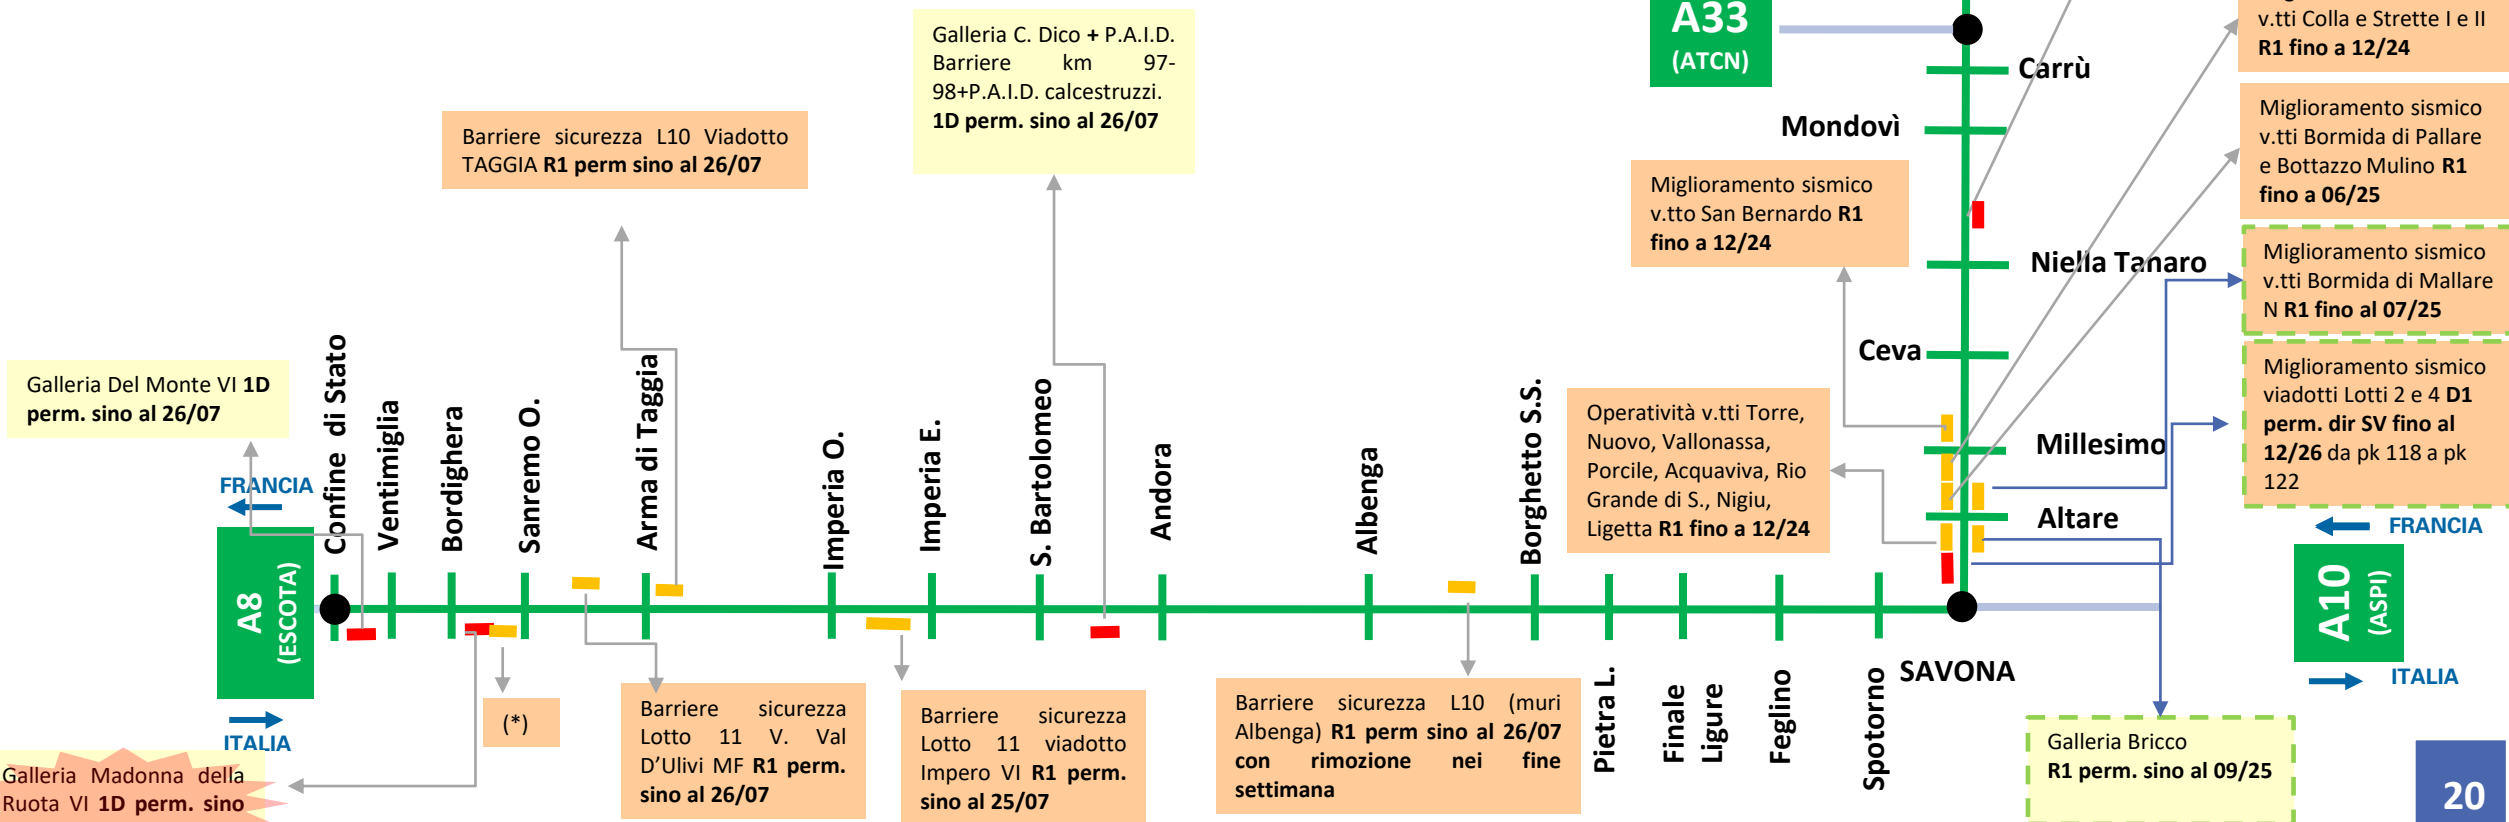 A33
(ATCN)
v.tti Colla e Strette I e II
R1 fino a 12/24
Galleria C. Dico + P.A.I.D.
Barriere km 97-
98+P.A.I.D. calcestruzzi.
1D perm. sino al 26/07
Carrù
Mondovì
Miglioramento sismico
v.tti Bormida di Pallare
e Bottazzo Mulino R1
fino a 06/25
Barriere sicurezza L10 Viadotto
TAGGIA R1 perm sino al 26/07
Miglioramento sismico
v.tto San Bernardo R1
fino a 12/24
Niella Tanaro
Miglioramento sismico
v.tti Bormida di Mallare
N R1 fino al 07/25
Ceva
Galleria Del Monte VI 1D
perm. sino al 26/07
Miglioramento sismico
viadotti Lotti 2 e 4 D1
perm. dir SV fino al
12/26 da pk 118 a pk
122
Operatività v.tti Torre,
Nuovo, Vallonassa,
Porcile, Acquaviva, Rio
Grande di S., Nigiu,
Ligetta R1 fino a 12/24
Millesimo
Altare
FRANCIA
FRANCIA
A8
(ESCOTA)
Confine di Stato
Ventimiglia
Bordighera
Sanremo O.
Arma di Taggia
Imperia O.
Imperia E.
S. Bartolomeo
Andora
Albenga
Borghetto S.S.
A10
(ASPI)
ITALIA
ITALIA
Pietra L.
Finale
Ligure
Feglino
Spotorno
SAVONA
Galleria Madonna della
Ruota VI 1D perm. sino
(*)
Barriere sicurezza
Lotto 11 V. Val
D'Ulivi MF R1 perm.
sino al 26/07
Barriere sicurezza
Lotto 11 viadotto
Impero VI R1 perm.
sino al 25/07
Barriere sicurezza L10 (muri
Albenga) R1 perm sino al 26/07
con rimozione nei fine
settimana
Galleria Bricco
R1 perm. sino al 09/25
20